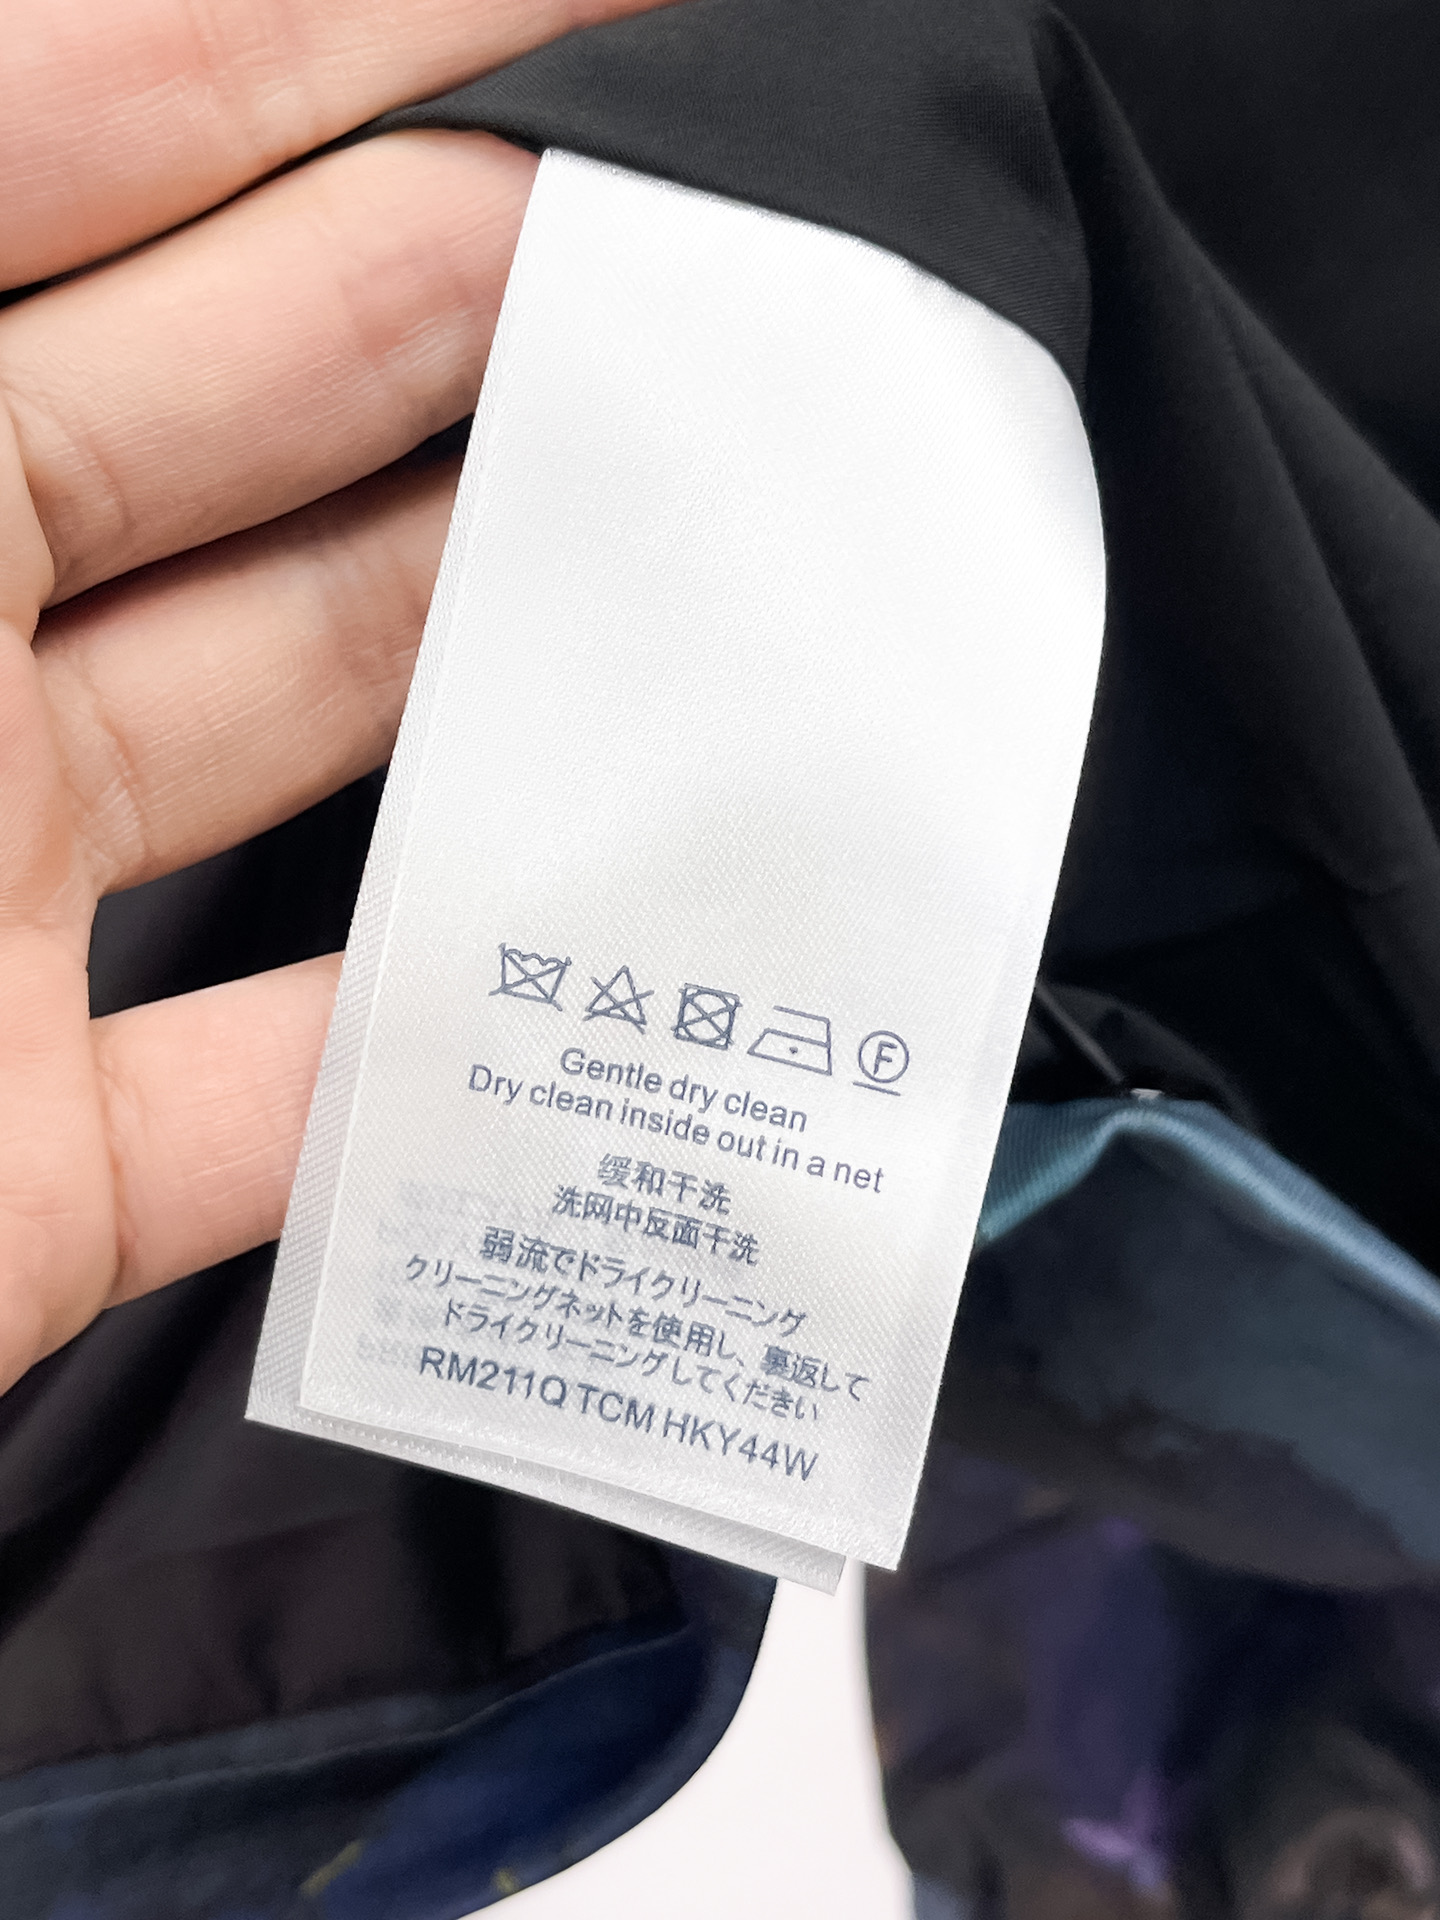 F
Gentle dry clean
Dry clean inside out in a net
缓和干洗
洗网中反面干洗
弱流でドライクリーニング
クリーニングネットを使用し、裏返して
ドライクリーニングしてください
RM211Q TCM HKY44W